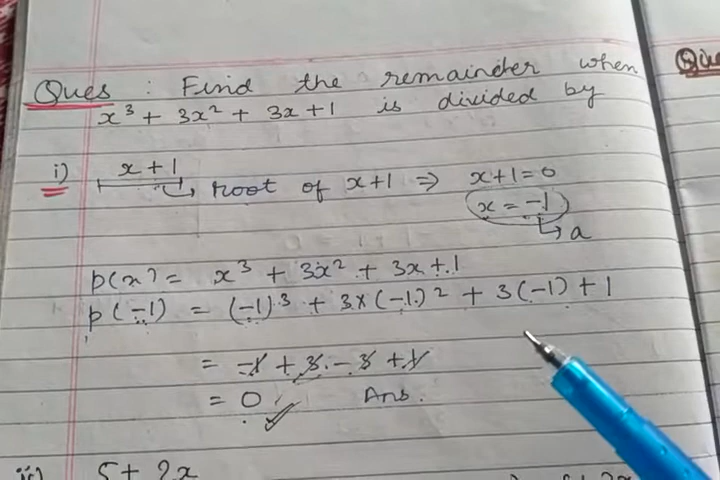 Ques : Find the remainder when
x³ + 3x² + 3x + 1 is divided by
i) x + 1
↳ root of x+1 ⇒ x+1=0
x = -1
↳ a
p(x) = x³ + 3x² + 3x + 1
p(-1) = (-1)³ + 3×(-1)² + 3(-1) + 1
= -1 + 3 - 3 + 1
= 0 Ans.
5 + 2x